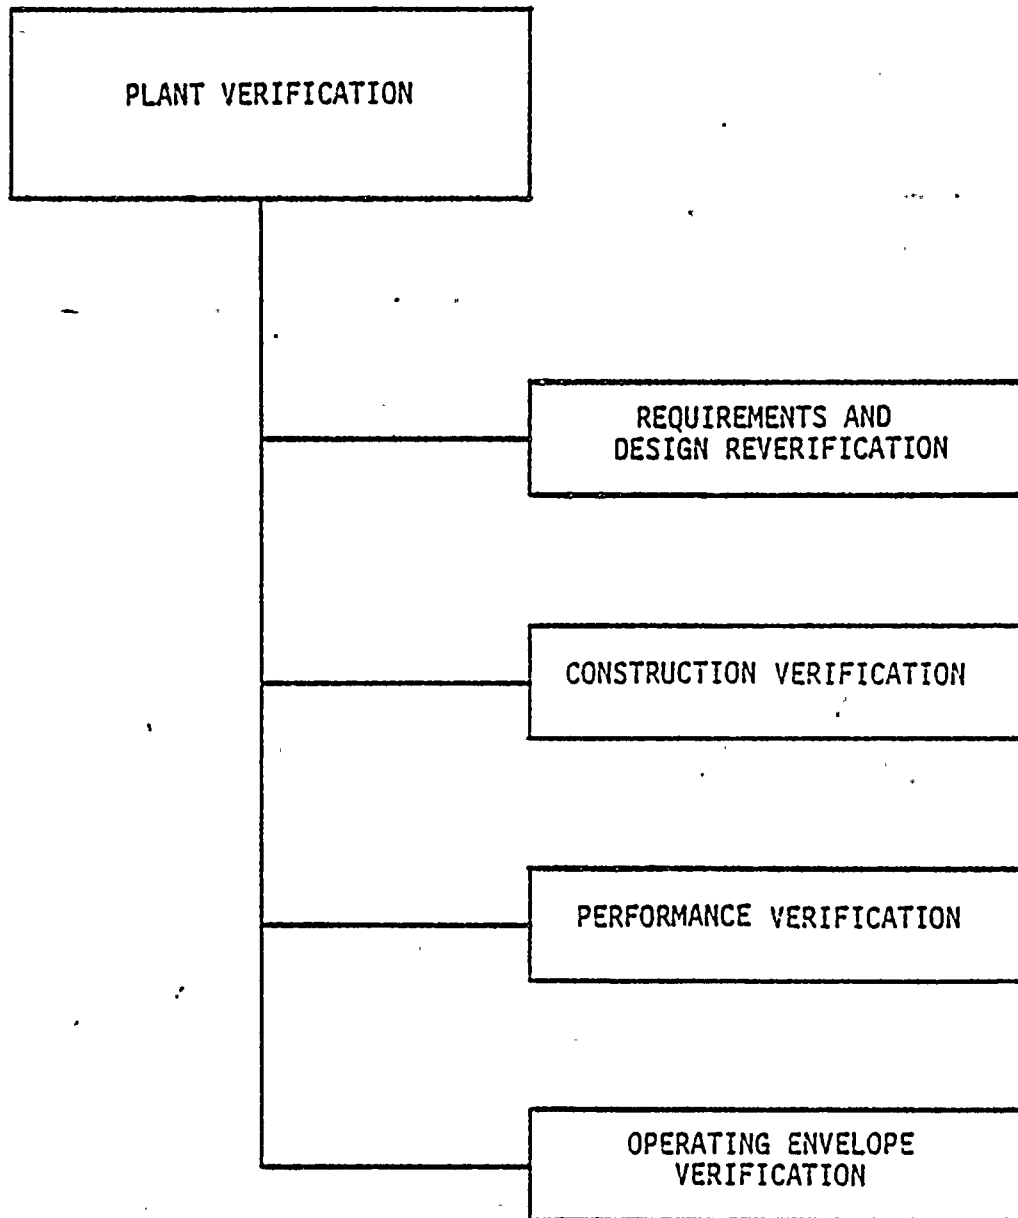 PLANT VERIFICATION
REQUIREMENTS AND
DESIGN REVERIFICATION
CONSTRUCTION VERIFICATION
PERFORMANCE VERIFICATION
OPERATING ENVELOPE
VERIFICATION